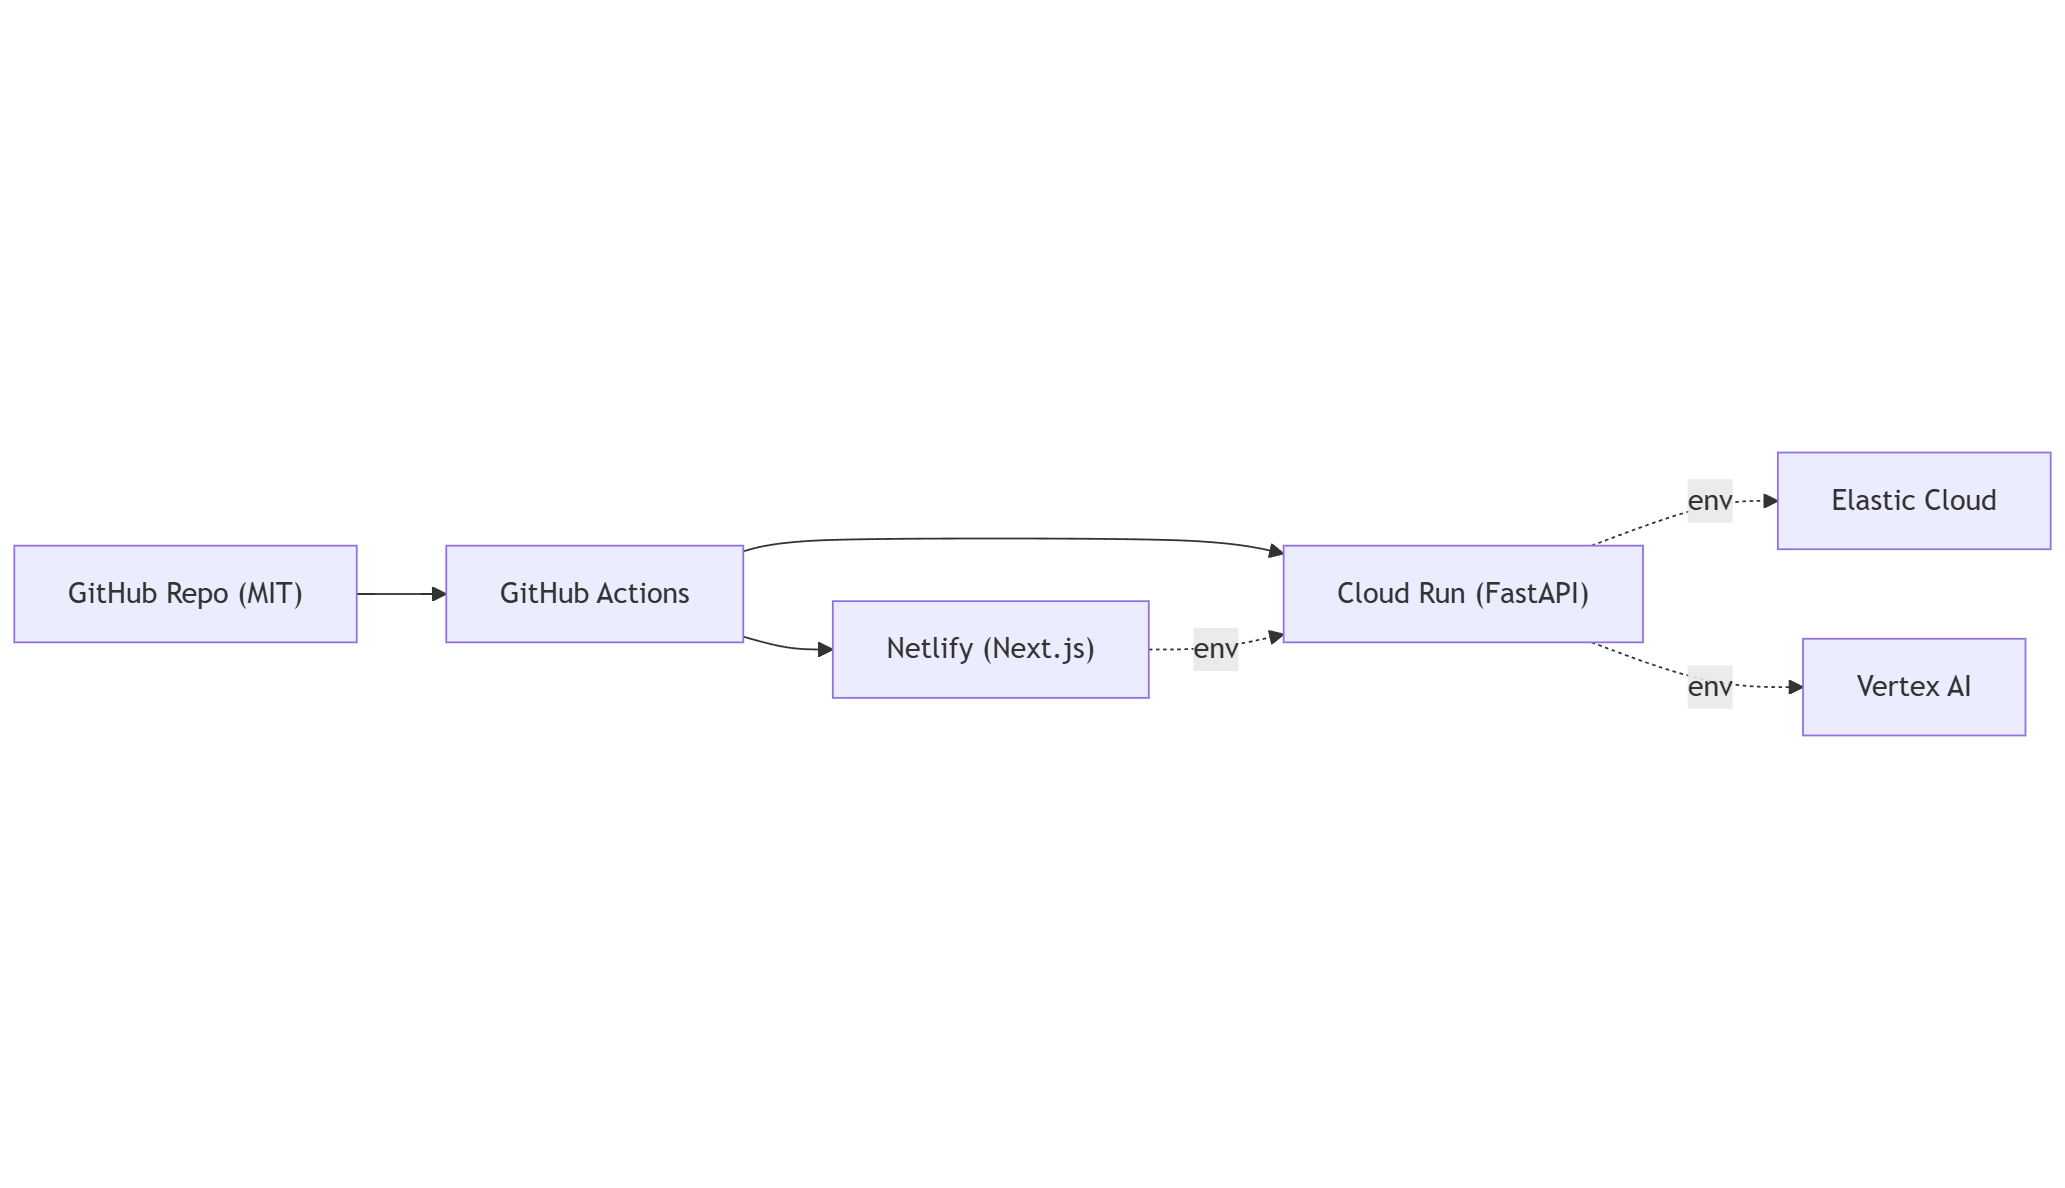 GitHub Repo (MIT)
GitHub Actions
Netlify (Next.js)
env
Cloud Run (FastAPI)
env
Elastic Cloud
env
Vertex AI